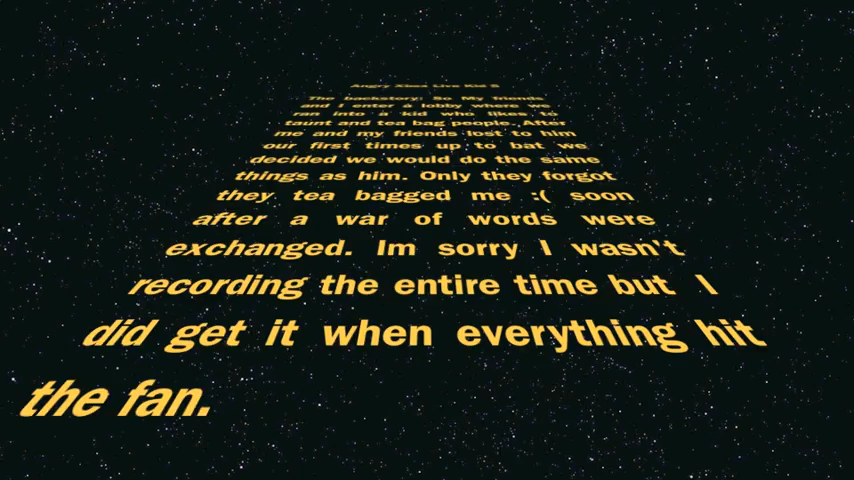 Angry Xbox Live Kid 5
The backstory: So My friends
and I enter a lobby where we
ran into a kid who likes to
taunt and tea bag people. After
me and my friends lost to him
our first times up to bat we
decided we would do the same
things as him. Only they forgot
they tea bagged me :( soon
after a war of words were
exchanged. Im sorry I wasn't
recording the entire time but I
did get it when everything hit
the fan.